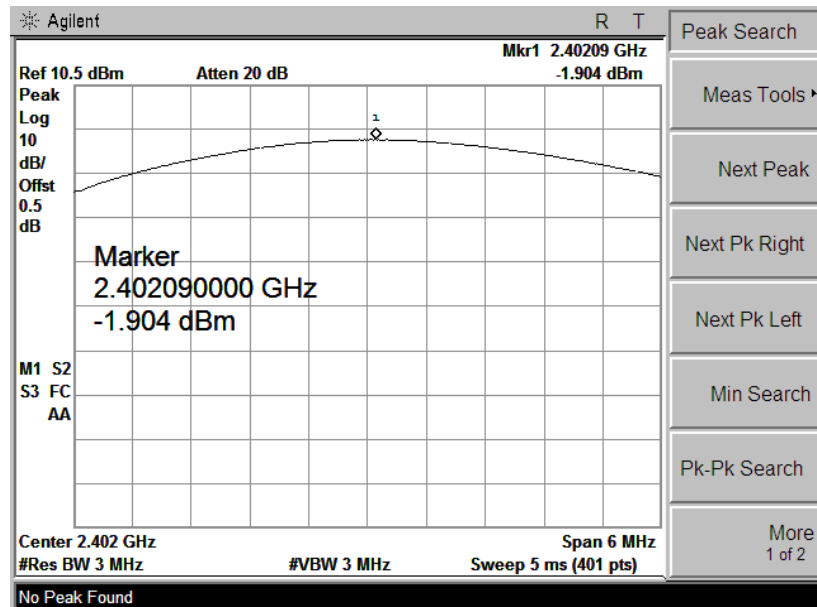 Agilent R T
Peak Search
Mkr1 2.40209 GHz
Ref 10.5 dBm Atten 20 dB -1.904 dBm
Peak
Log
10
dB/
Offst
0.5
dB
1
Marker
2.402090000 GHz
-1.904 dBm
M1 S2
S3 FC
AA
Center 2.402 GHz Span 6 MHz
#Res BW 3 MHz #VBW 3 MHz Sweep 5 ms (401 pts)
Meas Tools
Next Peak
Next Pk Right
Next Pk Left
Min Search
Pk-Pk Search
More
1 of 2
No Peak Found